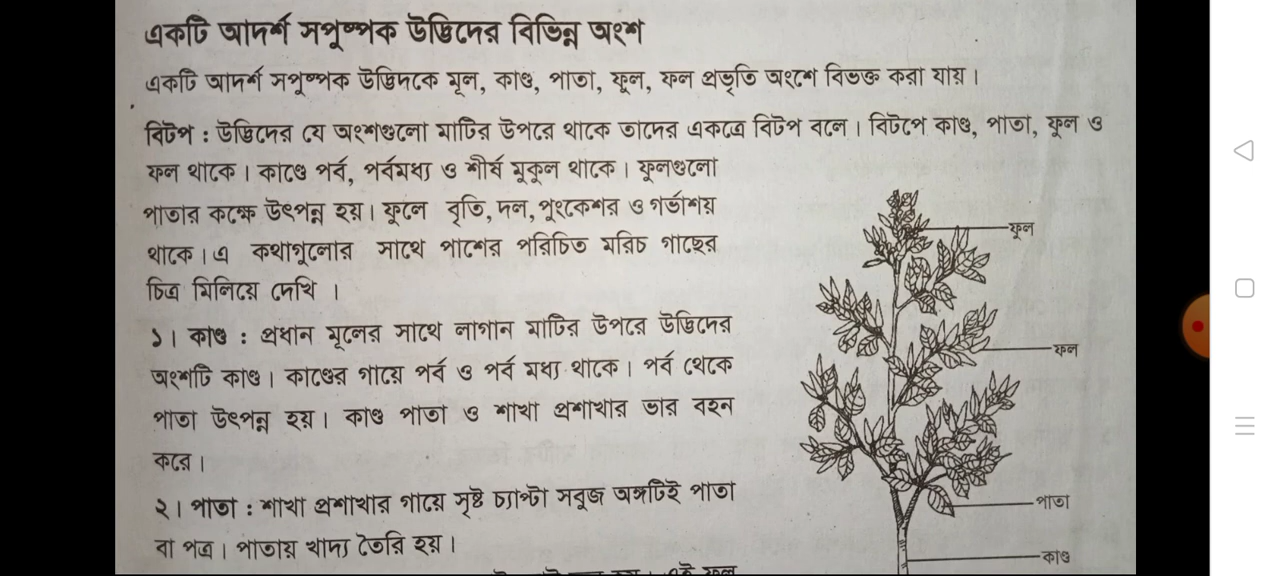 একটি আদর্শ সপুষ্পক উদ্ভিদের বিভিন্ন অংশ
একটি আদর্শ সপুষ্পক উদ্ভিদকে মূল, কাণ্ড, পাতা, ফুল, ফল প্রভৃতি অংশে বিভক্ত করা যায়।
বিটপ : উদ্ভিদের যে অংশগুলো মাটির উপরে থাকে তাদের একত্রে বিটপ বলে। বিটপে কাণ্ড, পাতা, ফুল ও
ফল থাকে। কাণ্ডে পর্ব, পর্বমধ্য ও শীর্ষ মুকুল থাকে। ফুলগুলো
পাতার কক্ষে উৎপন্ন হয়। ফুলে বৃতি, দল, পুংকেশর ও গর্ভাশয়
থাকে। এ কথাগুলোর সাথে পাশের পরিচিত মরিচ গাছের
চিত্র মিলিয়ে দেখি ।
১। কাণ্ড : প্রধান মূলের সাথে লাগান মাটির উপরে উদ্ভিদের
অংশটি কাণ্ড। কাণ্ডের গায়ে পর্ব ও পর্ব মধ্য থাকে। পর্ব থেকে
পাতা উৎপন্ন হয়। কাণ্ড পাতা ও শাখা প্রশাখার ভার বহন
করে।
২। পাতা : শাখা প্রশাখার গায়ে সৃষ্ট চ্যাপ্টা সবুজ অঙ্গটিই পাতা
বা পত্র। পাতায় খাদ্য তৈরি হয়।
ফুল
ফল
পাতা
কাণ্ড